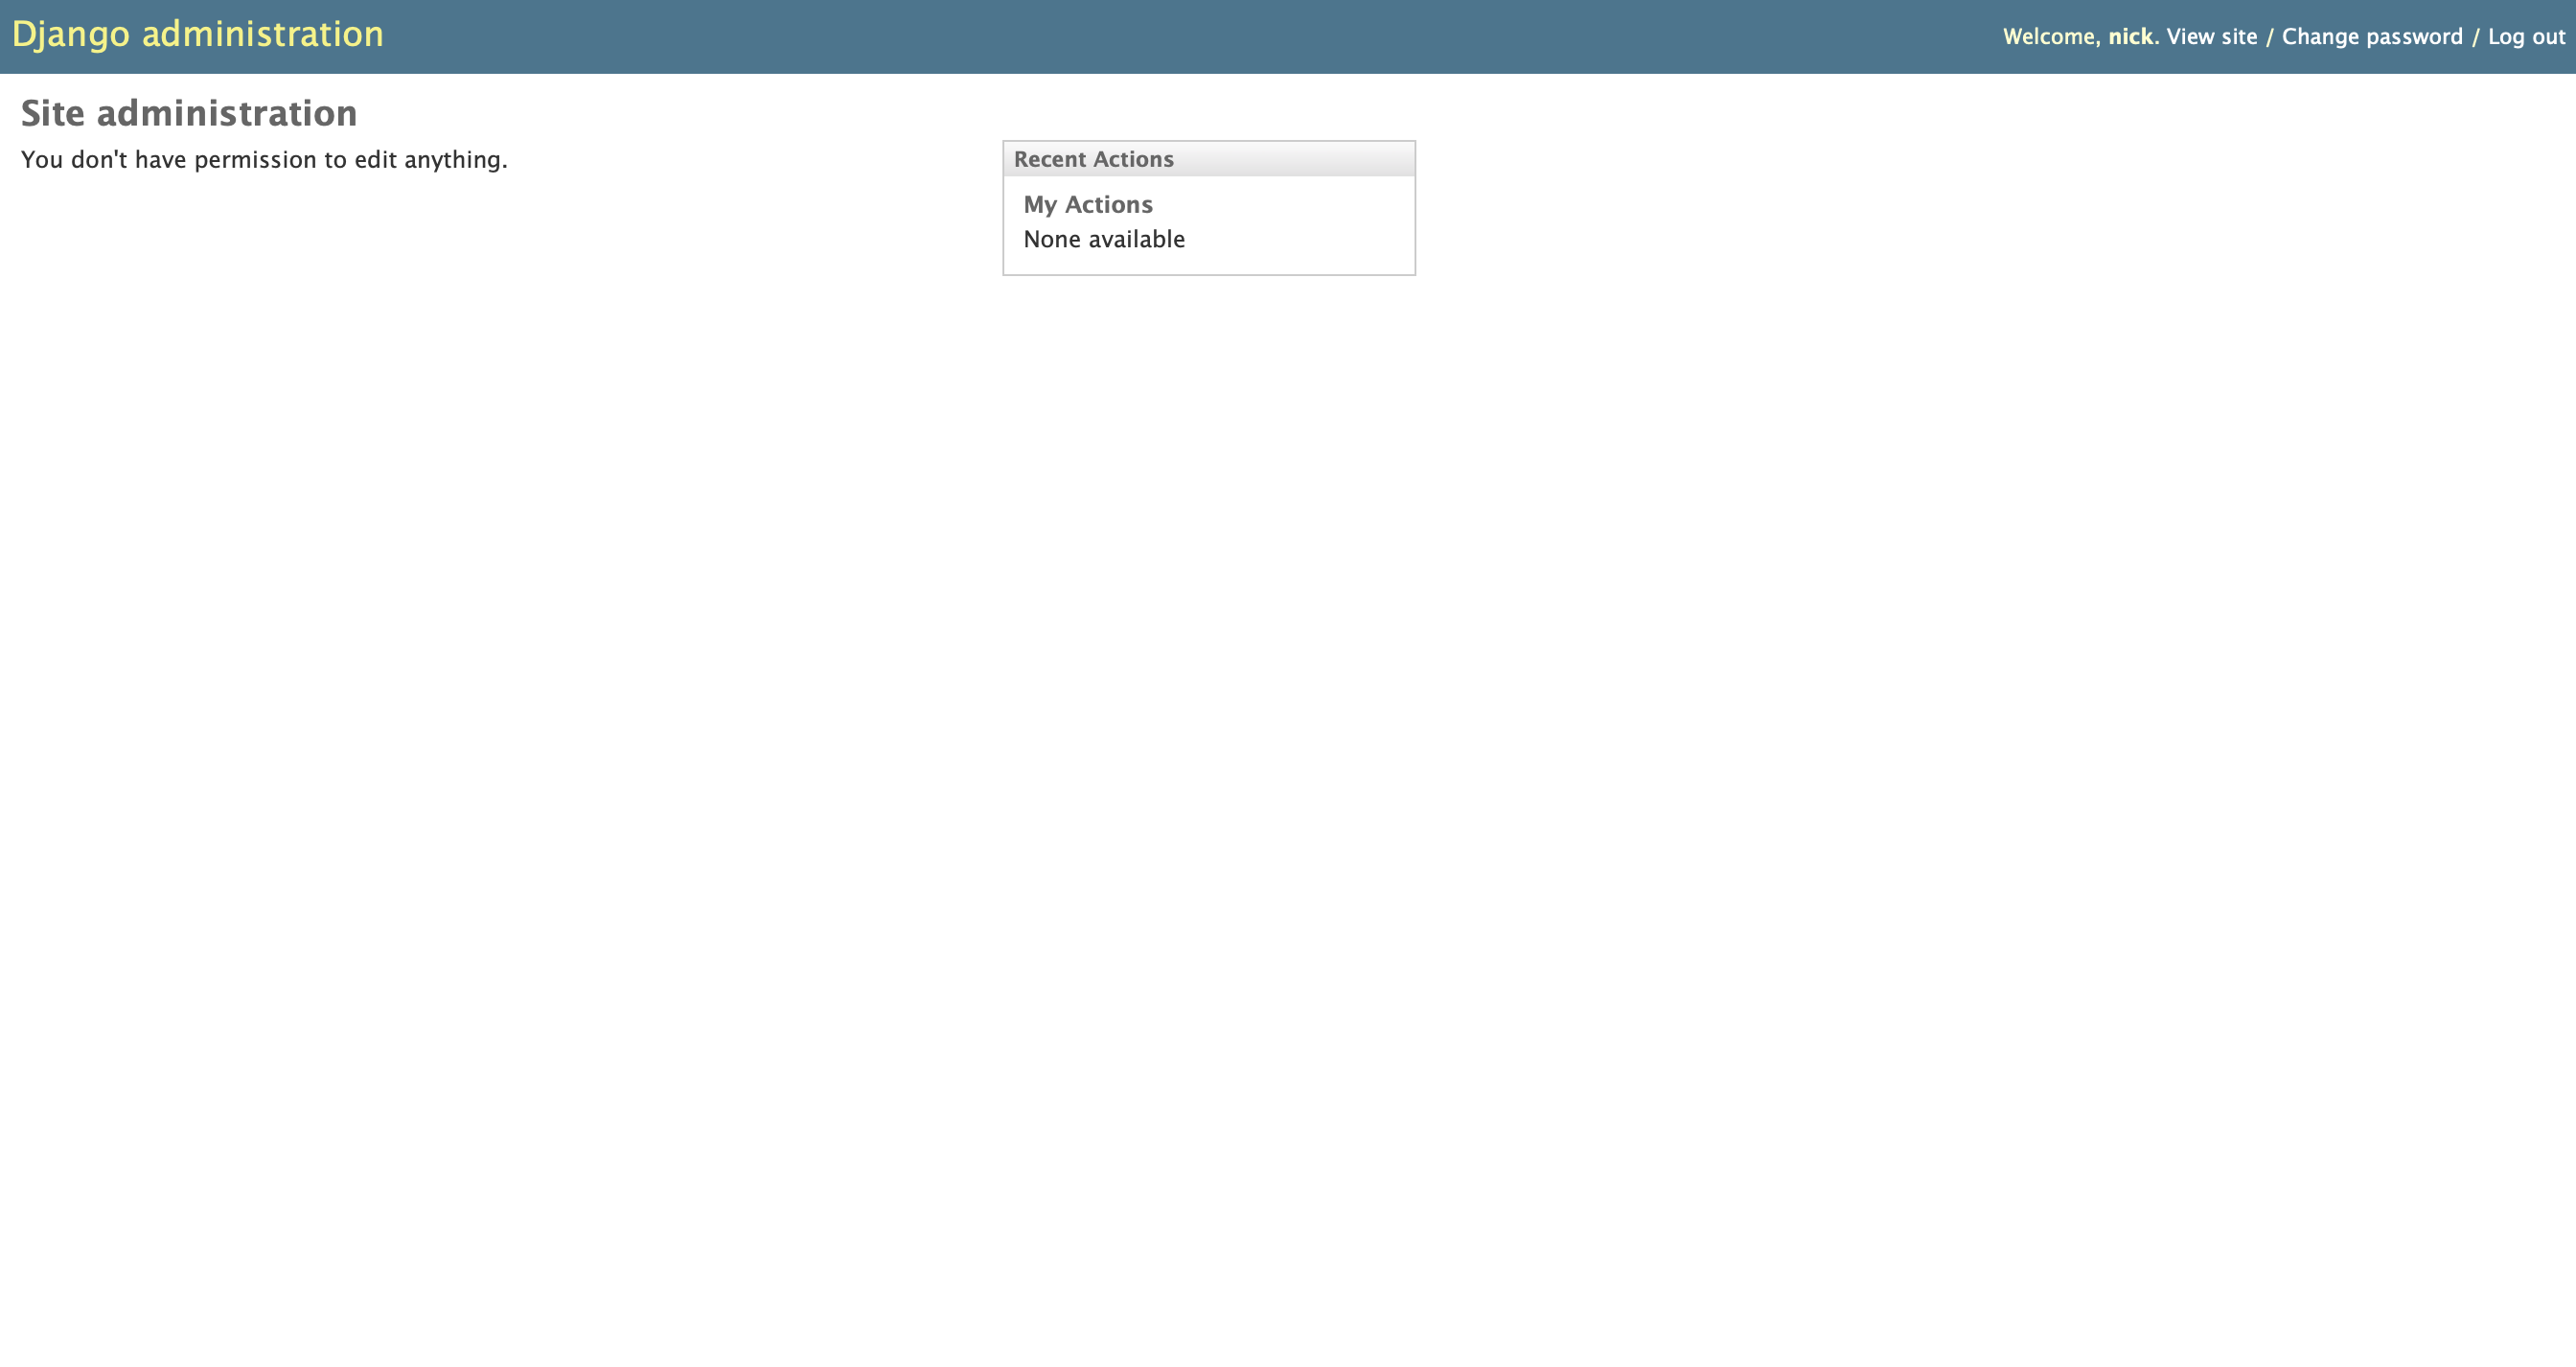 Django administration
Welcome, nick. View site / Change password / Log out
Site administration
You don't have permission to edit anything.
Recent Actions
My Actions
None available